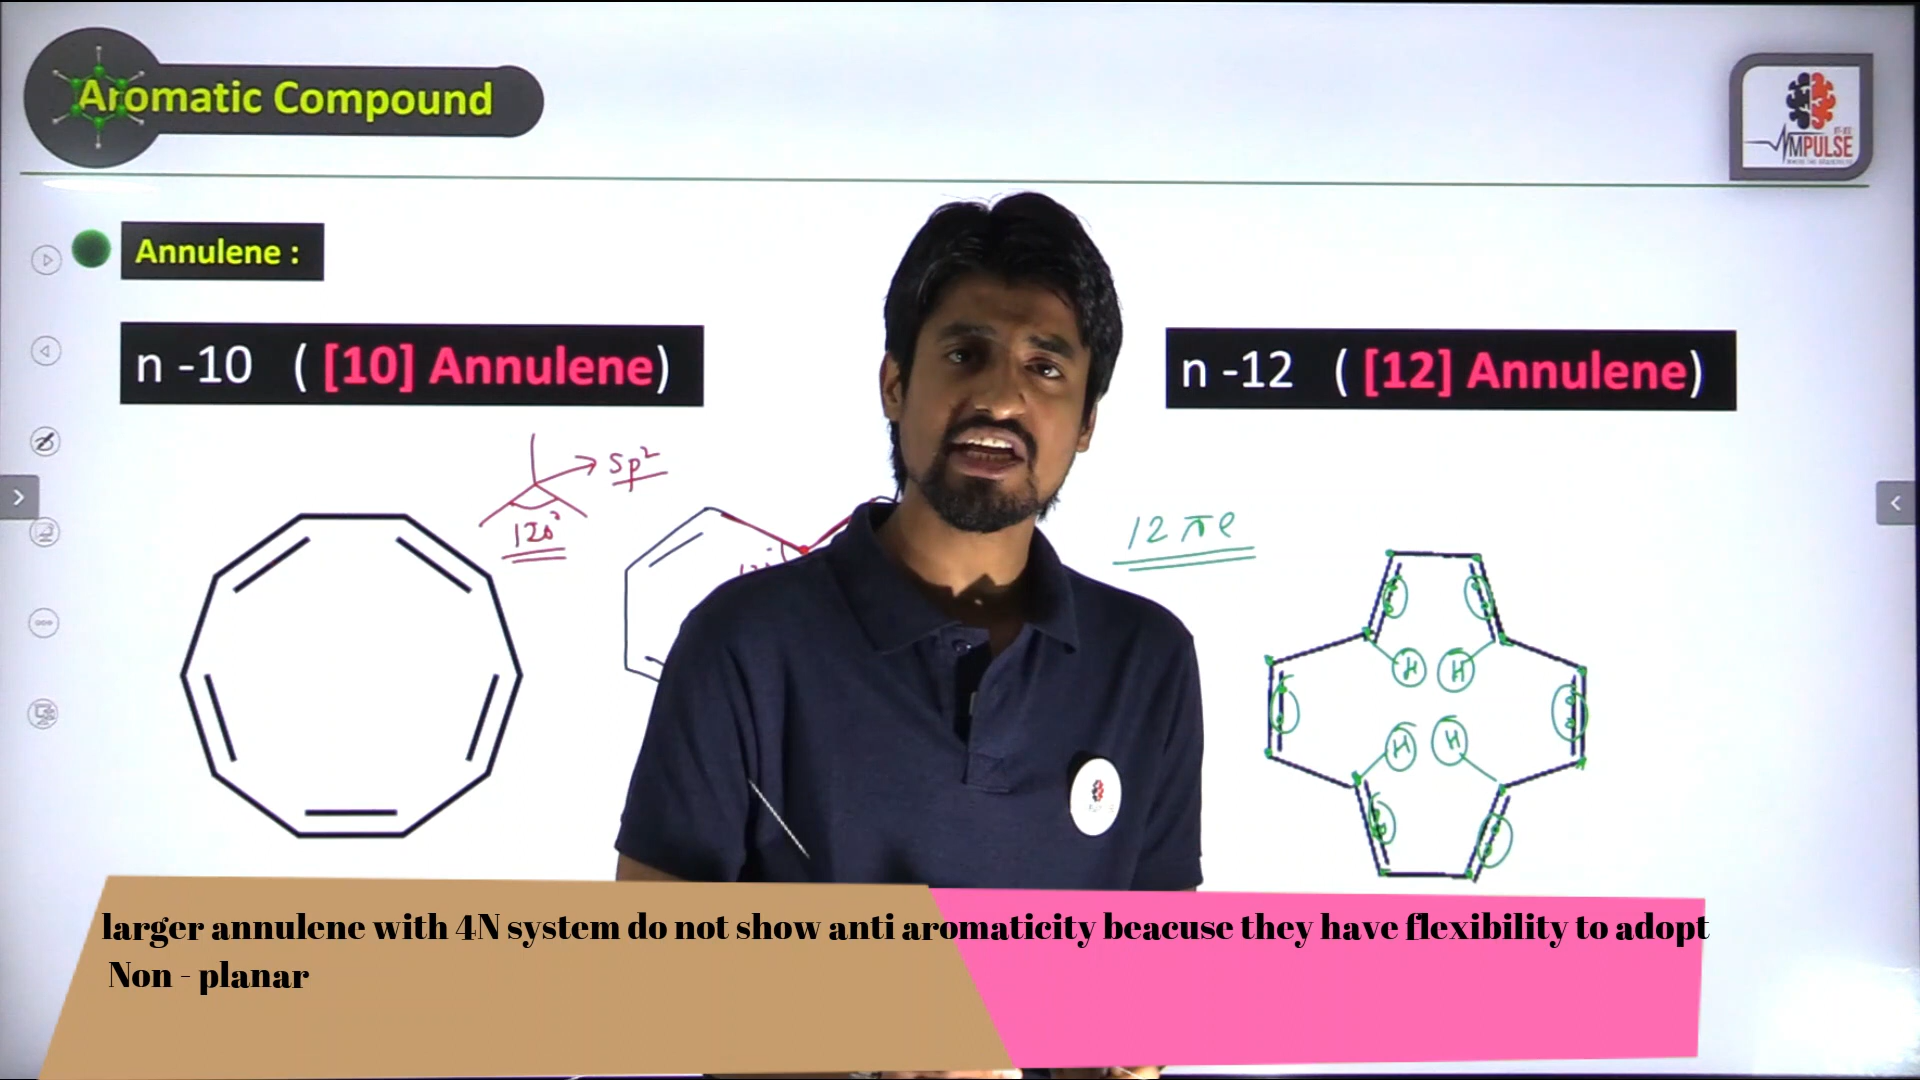 Aromatic Compound
MPULSE
Annulene :
n -10 ( [10] Annulene)
n -12 ( [12] Annulene)
sp²
120°
12 πe
H H
H H
larger annulene with 4N system do not show anti aromaticity beacuse they have flexibility to adopt
Non - planar